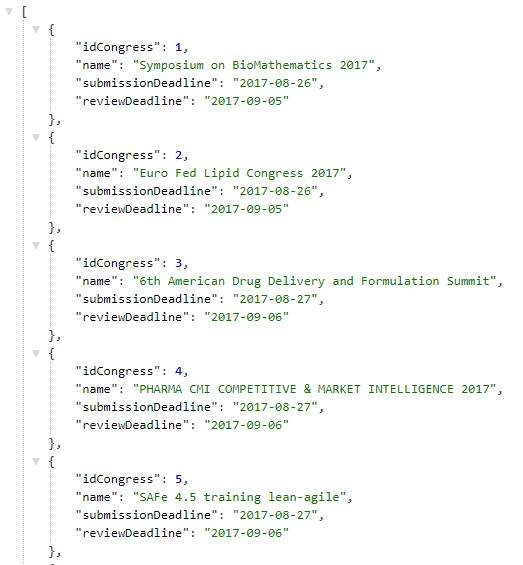 [
{
"idCongress": 1,
"name": "Symposium on BioMathematics 2017",
"submissionDeadline": "2017-08-26",
"reviewDeadline": "2017-09-05"
},
{
"idCongress": 2,
"name": "Euro Fed Lipid Congress 2017",
"submissionDeadline": "2017-08-26",
"reviewDeadline": "2017-09-05"
},
{
"idCongress": 3,
"name": "6th American Drug Delivery and Formulation Summit",
"submissionDeadline": "2017-08-27",
"reviewDeadline": "2017-09-06"
},
{
"idCongress": 4,
"name": "PHARMA CMI COMPETITIVE & MARKET INTELLIGENCE 2017",
"submissionDeadline": "2017-08-27",
"reviewDeadline": "2017-09-06"
},
{
"idCongress": 5,
"name": "SAFe 4.5 training lean-agile",
"submissionDeadline": "2017-08-27",
"reviewDeadline": "2017-09-06"
},